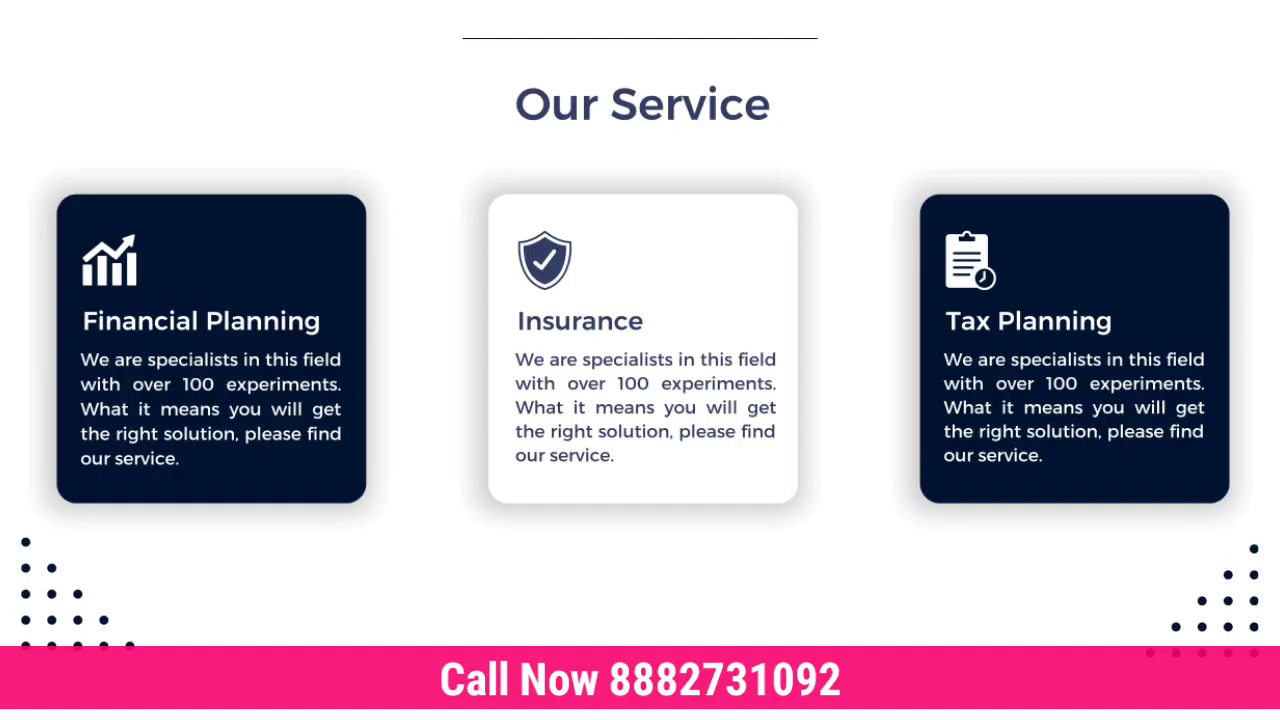 Our Service
Financial Planning
We are specialists in this field
with over 100 experiments.
What it means you will get
the right solution, please find
our service.
Insurance
We are specialists in this field
with over 100 experiments.
What it means you will get
the right solution, please find
our service.
Tax Planning
We are specialists in this field
with over 100 experiments.
What it means you will get
the right solution, please find
our service.
Call Now 8882731092